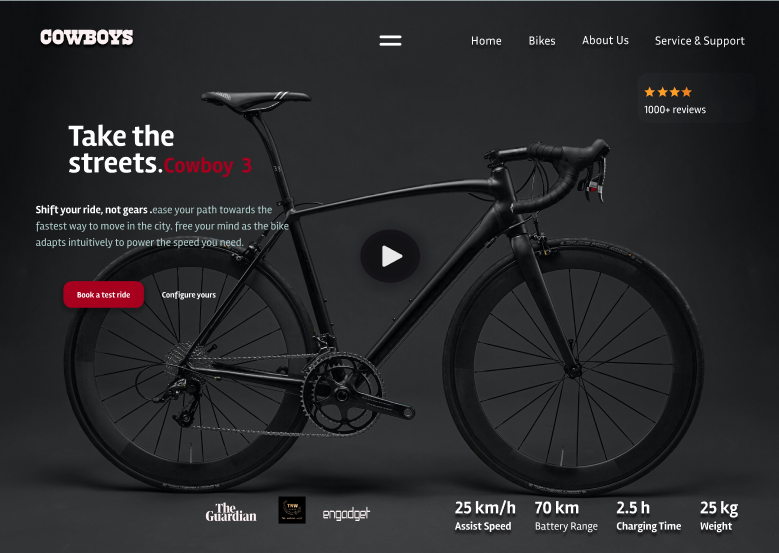 COWBOYS
Home Bikes About Us Service & Support
1000+ reviews
Take the
streets.Cowboy 3
Shift your ride, not gears .ease your path towards the
fastest way to move in the city. free your mind as the bike
adapts intuitively to power the speed you need.
Book a test ride Configure yours
The
Guardian
TNW
engadget
25 km/h 70 km 2.5 h 25 kg
Assist Speed Battery Range Charging Time Weight